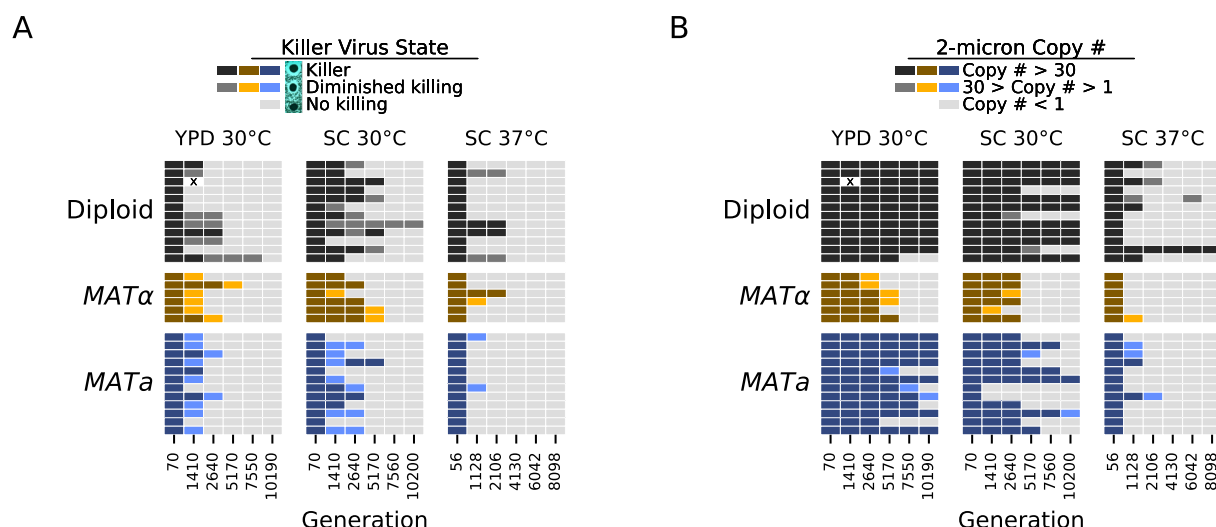 A
Killer Virus State
Killer
Diminished killing
No killing
YPD 30°C
SC 30°C
SC 37°C
Diploid
x
MATα
MATa
70
1410
2640
5170
7550
10190
70
1410
2640
5170
7560
10200
56
1128
2106
4130
6042
8098
Generation
B
2-micron Copy #
Copy # > 30
30 > Copy # > 1
Copy # < 1
YPD 30°C
SC 30°C
SC 37°C
Diploid
x
MATα
MATa
70
1410
2640
5170
7550
10190
70
1410
2640
5170
7560
10200
56
1128
2106
4130
6042
8098
Generation